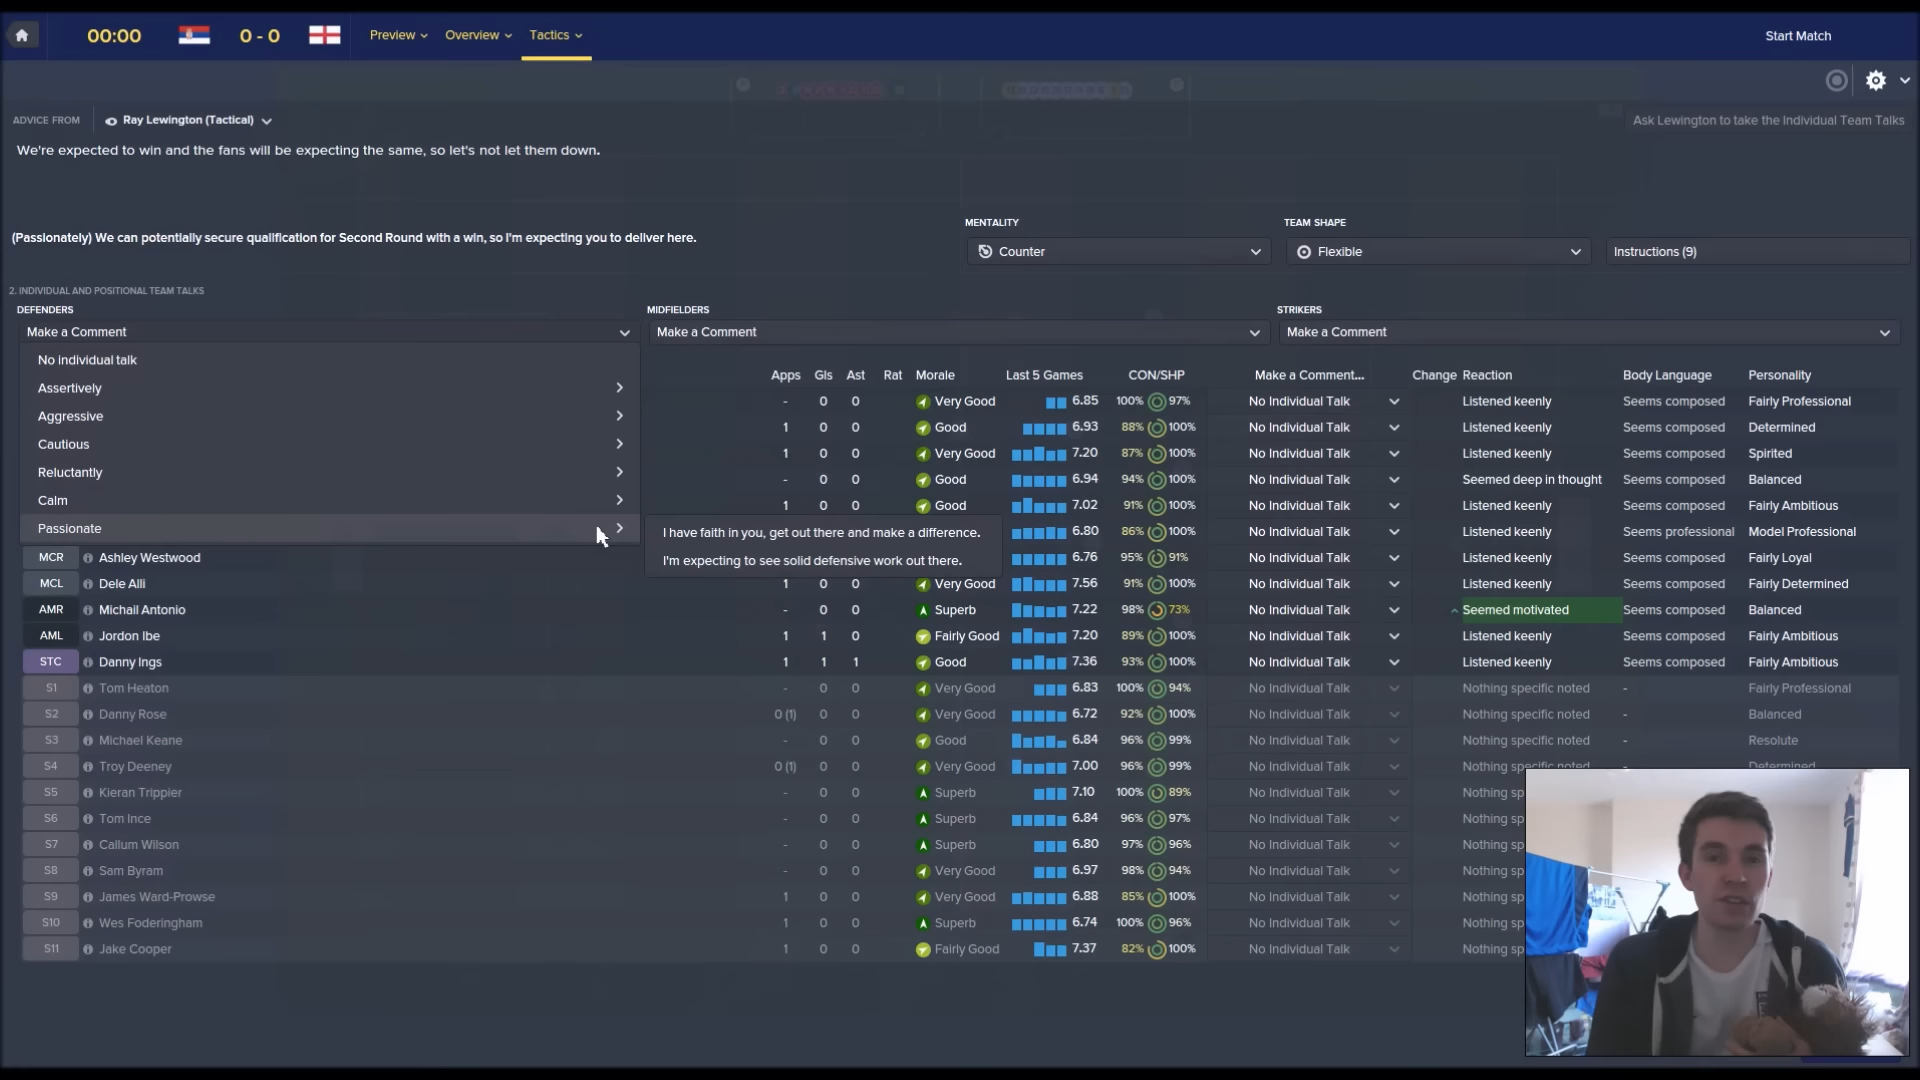 00:00 0 - 0 Preview Overview Tactics Start Match
ADVICE FROM Ray Lewington (Tactical) Ask Lewington to take the Individual Team Talks
We're expected to win and the fans will be expecting the same, so let's not let them down.
MENTALITY TEAM SHAPE
(Passionately) We can potentially secure qualification for Second Round with a win, so I'm expecting you to deliver here.
Counter Flexible Instructions (9)
2. INDIVIDUAL AND POSITIONAL TEAM TALKS
DEFENDERS MIDFIELDERS STRIKERS
Make a Comment Make a Comment Make a Comment
No individual talk
Assertively
Aggressive
Cautious
Reluctantly
Calm
Passionate
I have faith in you, get out there and make a difference.
I'm expecting to see solid defensive work out there.
Apps Gls Ast Rat Morale Last 5 Games CON/SHP Make a Comment... Change Reaction Body Language Personality
- 0 0 Very Good 6.85 100% 97% No Individual Talk Listened keenly Seems composed Fairly Professional
1 0 0 Good 6.93 88% 100% No Individual Talk Listened keenly Seems composed Determined
1 0 0 Very Good 7.20 87% 100% No Individual Talk Listened keenly Seems composed Spirited
- 0 0 Good 6.94 94% 100% No Individual Talk Seemed deep in thought Seems composed Balanced
1 0 0 Good 7.02 91% 100% No Individual Talk Listened keenly Seems composed Fairly Ambitious
6.80 86% 100% No Individual Talk Listened keenly Seems professional Model Professional
MCR Ashley Westwood 6.76 95% 91% No Individual Talk Listened keenly Seems composed Fairly Loyal
MCL Dele Alli 1 0 0 Very Good 7.56 91% 100% No Individual Talk Listened keenly Seems composed Fairly Determined
AMR Michail Antonio - 0 0 Superb 7.22 98% 73% No Individual Talk Seemed motivated Seems composed Balanced
AML Jordon Ibe 1 1 0 Fairly Good 7.20 89% 100% No Individual Talk Listened keenly Seems composed Fairly Ambitious
STC Danny Ings 1 1 1 Good 7.36 93% 100% No Individual Talk Listened keenly Seems composed Fairly Ambitious
S1 Tom Heaton - 0 0 Very Good 6.83 100% 94% No Individual Talk Nothing specific noted - Fairly Professional
S2 Danny Rose 0 (1) 0 0 Very Good 6.72 92% 100% No Individual Talk Nothing specific noted - Balanced
S3 Michael Keane - 0 0 Good 6.84 96% 99% No Individual Talk Nothing specific noted - Resolute
S4 Troy Deeney 0 (1) 0 0 Very Good 7.00 96% 99% No Individual Talk Nothing specific noted - Determined
S5 Kieran Trippier - 0 0 Superb 7.10 100% 89% No Individual Talk Nothing sp
S6 Tom Ince - 0 0 Superb 6.84 96% 97% No Individual Talk Nothing sp
S7 Callum Wilson - 0 0 Superb 6.80 97% 96% No Individual Talk Nothing sp
S8 Sam Byram - 0 0 Very Good 6.97 98% 94% No Individual Talk Nothing sp
S9 James Ward-Prowse 1 0 0 Very Good 6.88 85% 100% No Individual Talk Nothing sp
S10 Wes Foderingham 1 0 0 Superb 6.74 100% 96% No Individual Talk Nothing sp
S11 Jake Cooper 1 0 0 Fairly Good 7.37 82% 100% No Individual Talk Nothing sp